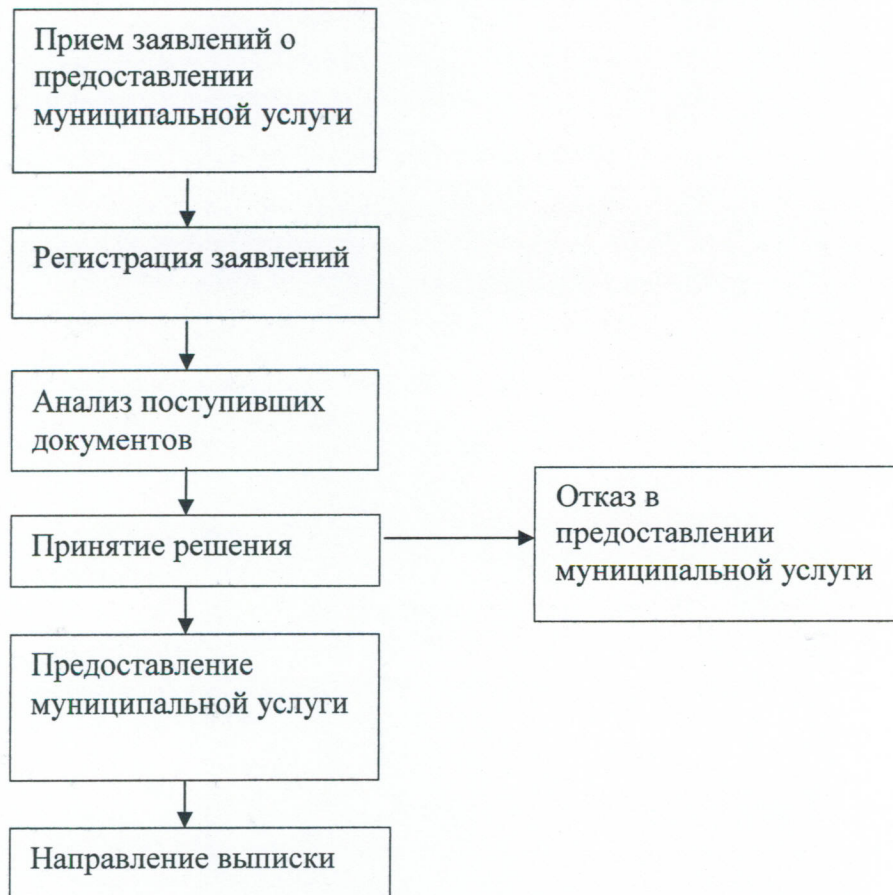 Прием заявлений о
предоставлении
муниципальной услуги
Регистрация заявлений
Анализ поступивших
документов
Принятие решения
Отказ в
предоставлении
муниципальной услуги
Предоставление
муниципальной услуги
Направление выписки